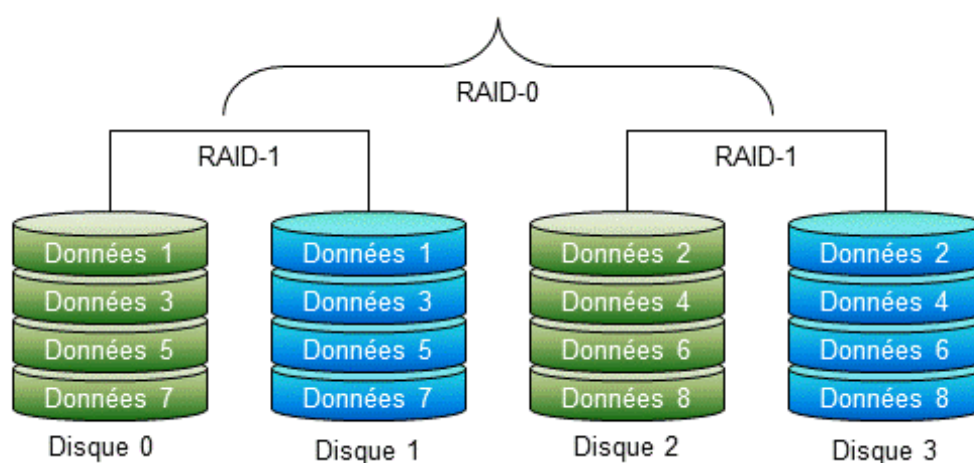 RAID-0
RAID-1 RAID-1
Données 1 Données 1 Données 2 Données 2
Données 3 Données 3 Données 4 Données 4
Données 5 Données 5 Données 6 Données 6
Données 7 Données 7 Données 8 Données 8
Disque 0 Disque 1 Disque 2 Disque 3